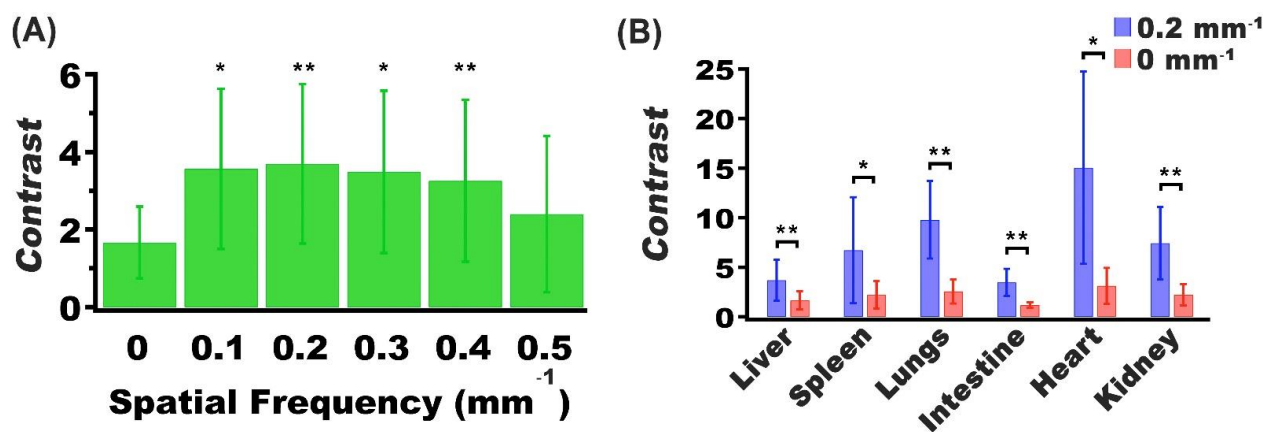 (A)
Contrast
6
4
2
0
* ** * **
0 0.1 0.2 0.3 0.4 0.5
Spatial Frequency (mm⁻¹)
(B)
0.2 mm⁻¹
0 mm⁻¹
Contrast
25
20
15
10
5
0
** * ** ** * **
Liver Spleen Lungs Intestine Heart Kidney